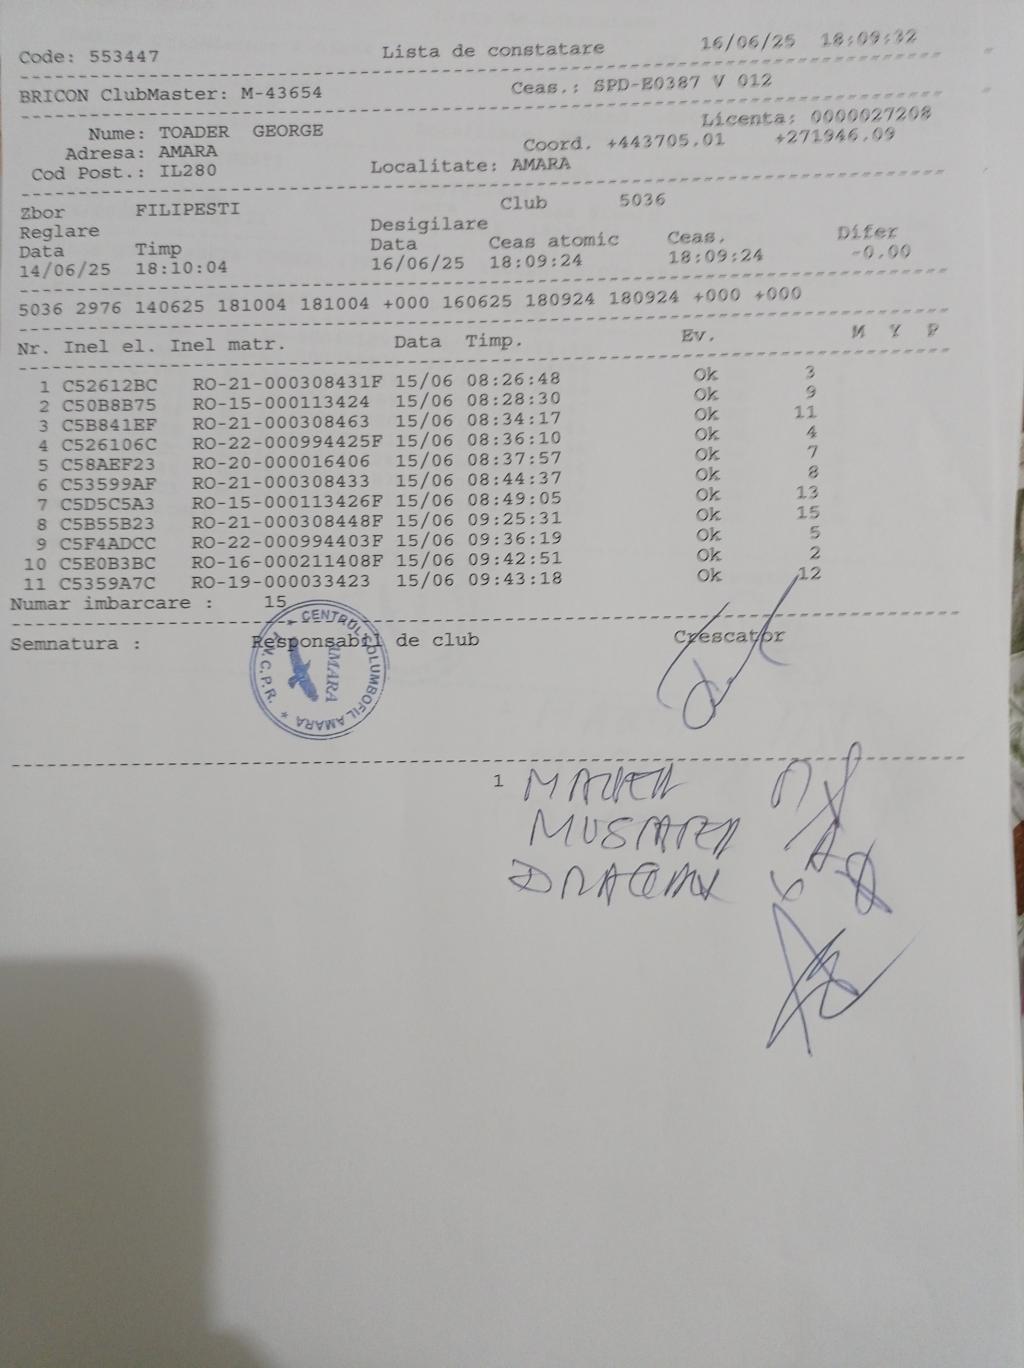 Code: 553447 Lista de constatare 16/06/25 18:09:32
BRICON ClubMaster: M-43654 Ceas.: SPD-E0387 V 012
Licenta: 0000027208
Nume: TOADER GEORGE Coord. +443705.01 +271946.09
Adresa: AMARA
Cod Post.: IL280 Localitate: AMARA
Zbor FILIPESTI Club 5036
Reglare Desigilare
Data Timp Data Ceas atomic Ceas. Difer
14/06/25 18:10:04 16/06/25 18:09:24 18:09:24 -0.00
5036 2976 140625 181004 181004 +000 160625 180924 180924 +000 +000
Nr. Inel el. Inel matr. Data Timp. Ev. M Y P
1 C52612BC RO-21-000308431F 15/06 08:26:48 Ok 3
2 C50B8B75 RO-15-000113424 15/06 08:28:30 Ok 9
3 C5B841EF RO-21-000308463 15/06 08:34:17 Ok 11
4 C526106C RO-22-000994425F 15/06 08:36:10 Ok 4
5 C58AEF23 RO-20-000016406 15/06 08:37:57 Ok 7
6 C53599AF RO-21-000308433 15/06 08:44:37 Ok 8
7 C5D5C5A3 RO-15-000113426F 15/06 08:49:05 Ok 13
8 C5B55B23 RO-21-000308448F 15/06 09:25:31 Ok 15
9 C5F4ADCC RO-22-000994403F 15/06 09:36:19 Ok 5
10 C5E0B3BC RO-16-000211408F 15/06 09:42:51 Ok 2
11 C5359A7C RO-19-000033423 15/06 09:43:18 Ok 12
Numar imbarcare : 15
Semnatura : Responsabil de club Crescator
CENTRUL COLUMBOFIL AMARA
F.N.C.P.R.
AMARA
1